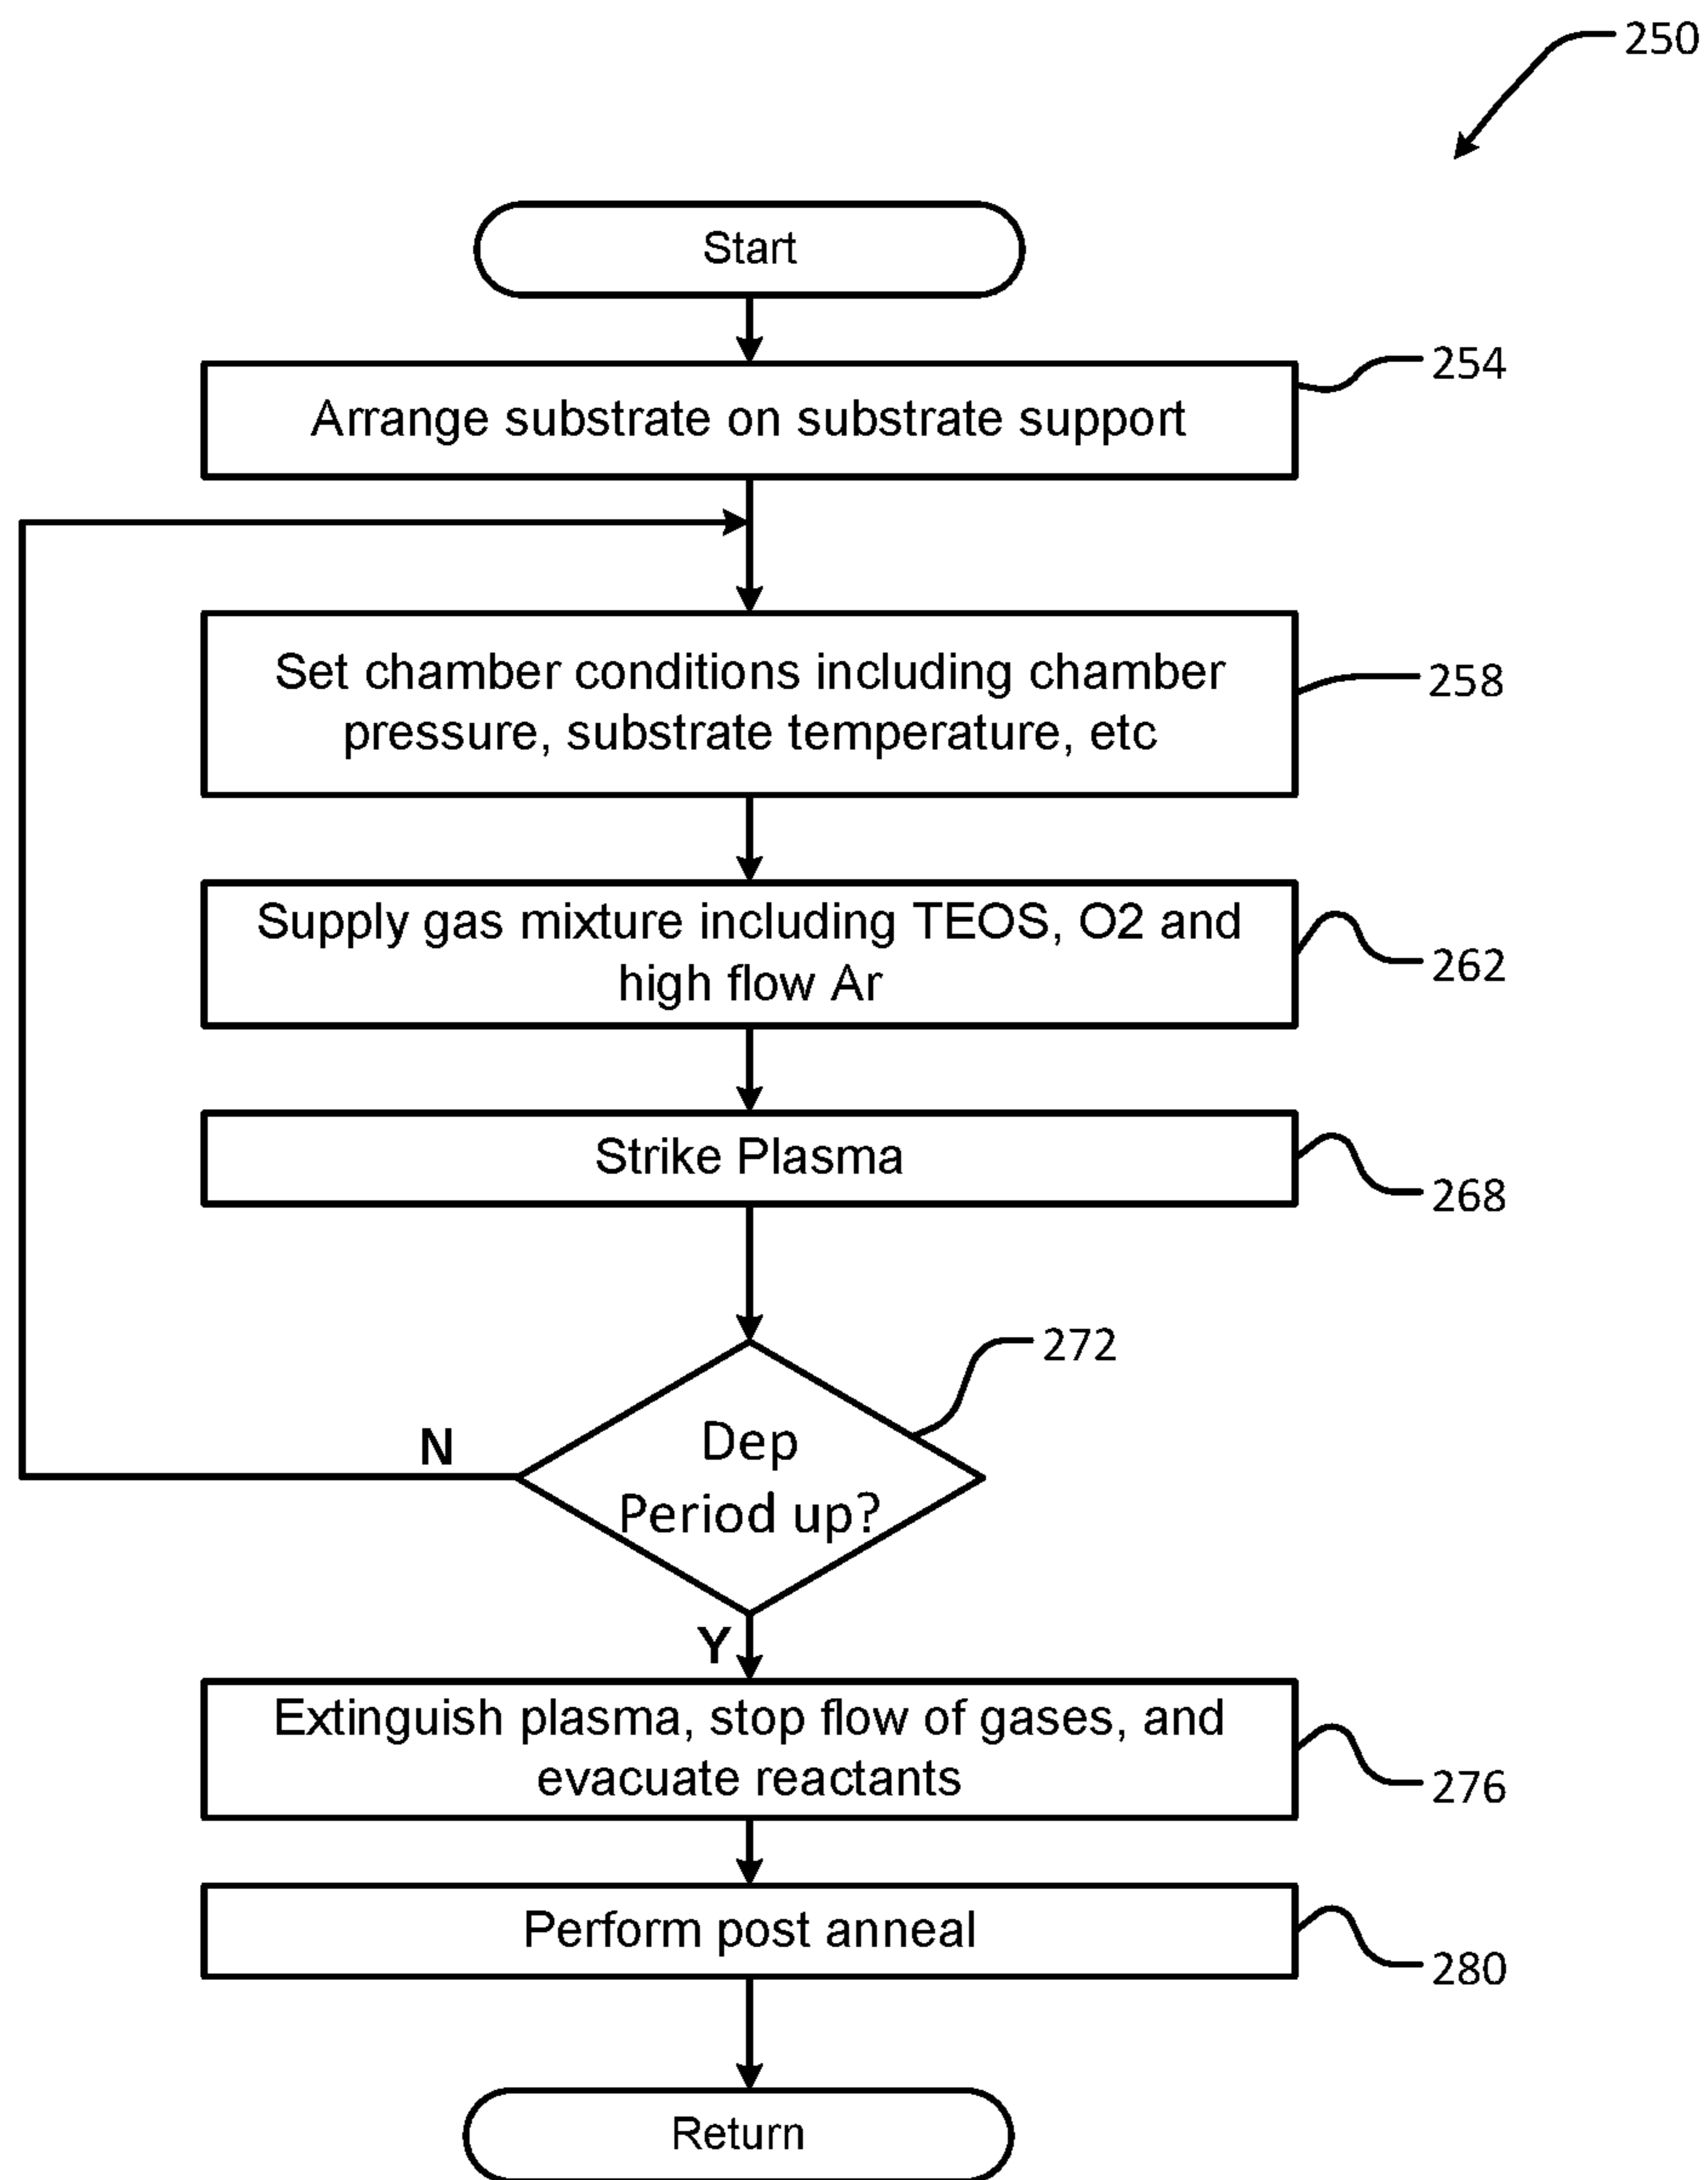 250
Start
Arrange substrate on substrate support
254
Set chamber conditions including chamber
pressure, substrate temperature, etc
258
Supply gas mixture including TEOS, O2 and
high flow Ar
262
Strike Plasma
268
272
Dep
Period up?
N
Y
Extinguish plasma, stop flow of gases, and
evacuate reactants
276
Perform post anneal
280
Return